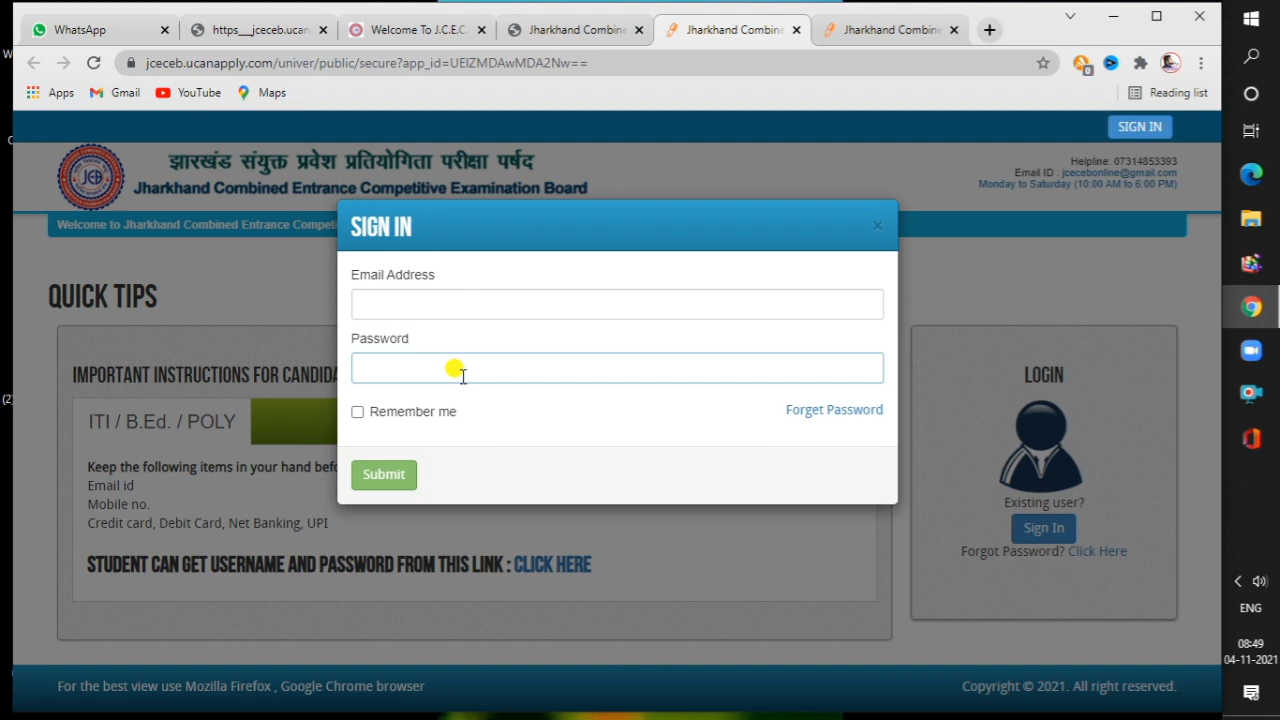 WhatsApp
https__jceceb.ucan
Welcome To J.C.E.C.
Jharkhand Combine
Jharkhand Combine
Jharkhand Combine
jceceb.ucanapply.com/univer/public/secure?app_id=UElZMDAwMDA2Nw==
0
Apps
Gmail
YouTube
Maps
Reading list
SIGN IN
JCE
झारखंड संयुक्त प्रवेश प्रतियोगिता परीक्षा पर्षद
Jharkhand Combined Entrance Competitive Examination Board
Helpline: 07314853393
Email ID : jcecebonline@gmail.com
Monday to Saturday (10:00 AM to 6:00 PM)
Welcome to Jharkhand Combined Entrance Competi
SIGN IN
×
Email Address
Password
Remember me
Forget Password
Submit
QUICK TIPS
IMPORTANT INSTRUCTIONS FOR CANDIDA
ITI / B.Ed. / POLY
Keep the following items in your hand bef
Email id
Mobile no.
Credit card, Debit Card, Net Banking, UPI
STUDENT CAN GET USERNAME AND PASSWORD FROM THIS LINK : CLICK HERE
LOGIN
Existing user?
Sign In
Forgot Password? Click Here
For the best view use Mozilla Firefox , Google Chrome browser
Copyright © 2021. All right reserved.
ENG
08:49
04-11-2021